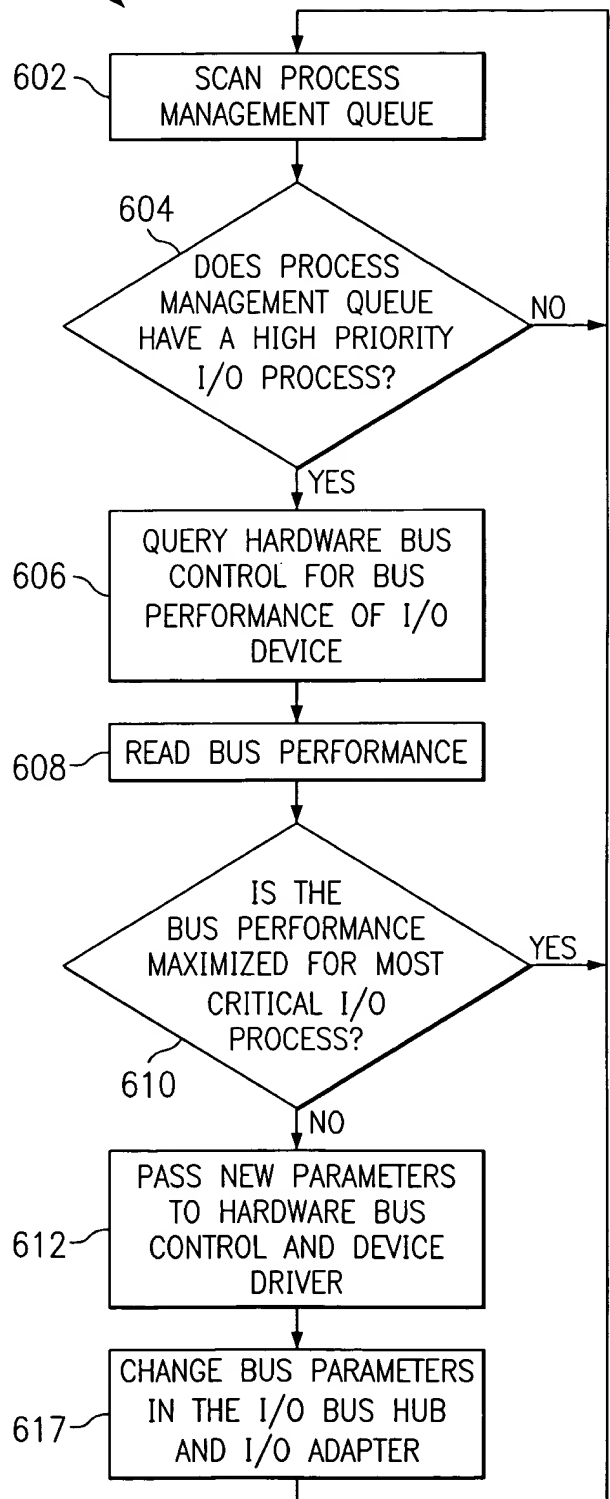 602
SCAN PROCESS
MANAGEMENT QUEUE
604
DOES PROCESS
MANAGEMENT QUEUE
HAVE A HIGH PRIORITY
I/O PROCESS?
NO
YES
606
QUERY HARDWARE BUS
CONTROL FOR BUS
PERFORMANCE OF I/O
DEVICE
608
READ BUS PERFORMANCE
IS THE
BUS PERFORMANCE
MAXIMIZED FOR MOST
CRITICAL I/O
PROCESS?
YES
610
NO
612
PASS NEW PARAMETERS
TO HARDWARE BUS
CONTROL AND DEVICE
DRIVER
617
CHANGE BUS PARAMETERS
IN THE I/O BUS HUB
AND I/O ADAPTER